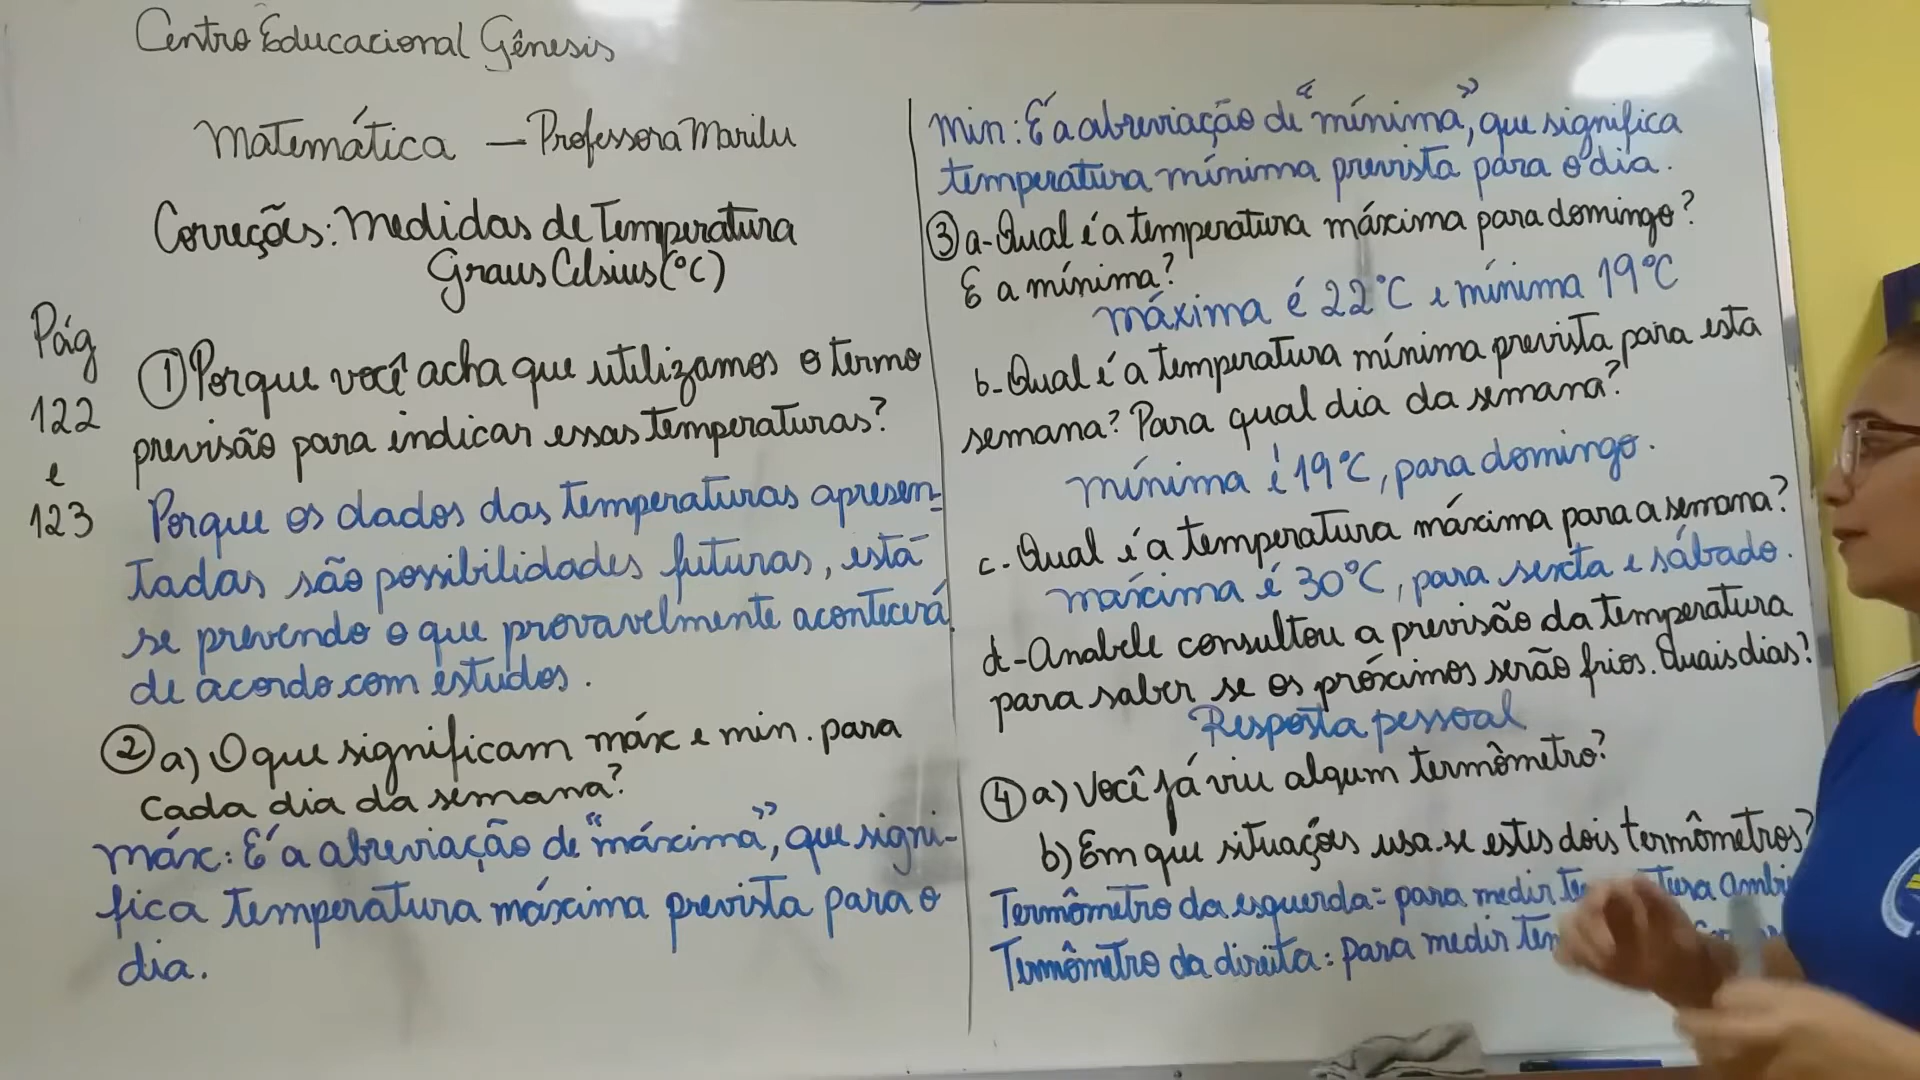 Centro Educacional Gênesis
Matemática — Professora Marilu
Correções: Medidas de Temperatura
Graus Celsius (°C)
Pág
122
e
123
① Porque você acha que utilizamos o termo
previsão para indicar essas temperaturas?
Porque os dados das temperaturas apresen-
tadas são possibilidades futuras, está
se prevendo o que provavelmente acontecerá
de acordo com estudos.
② a) O que significam máx e min. para
cada dia da semana?
máx: É a abreviação de "máxima", que signi-
fica temperatura máxima prevista para o
dia.
min: É a abreviação de "mínima", que significa
temperatura mínima prevista para o dia.
③ a- Qual é a temperatura máxima para domingo?
E a mínima?
máxima é 22°C e mínima 19°C
b- Qual é a temperatura mínima prevista para esta
semana? Para qual dia da semana?
mínima é 19°C, para domingo.
c- Qual é a temperatura máxima para a semana?
máxima é 30°C, para sexta e sábado.
d- Anabele consultou a previsão da temperatura
para saber se os próximos serão frios. Quais dias?
Resposta pessoal
④ a) Você já viu algum termômetro?
b) Em que situações usa-se estes dois termômetros?
Termômetro da esquerda: para medir
Termômetro da direita: para medir